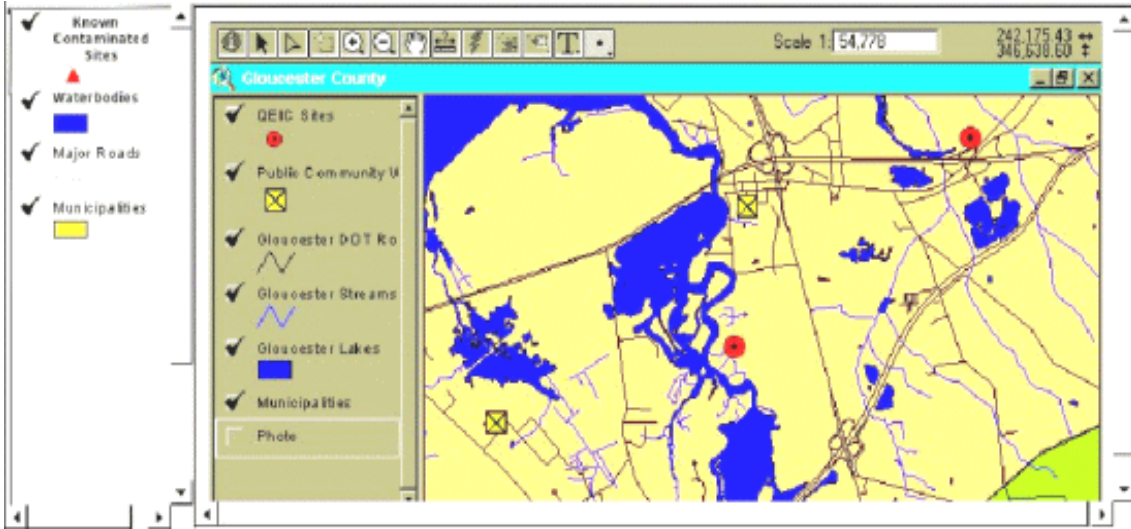 Known
Contaminated
Sites
Waterbodies
Major Roads
Municipalities
Scale 1: 54,778
242,175.43
346,638.60
Gloucester County
QEIIC Sites
Public Community W
Gloucester DOT Ro
Gloucester Streams
Gloucester Lakes
Municipalities
Photo